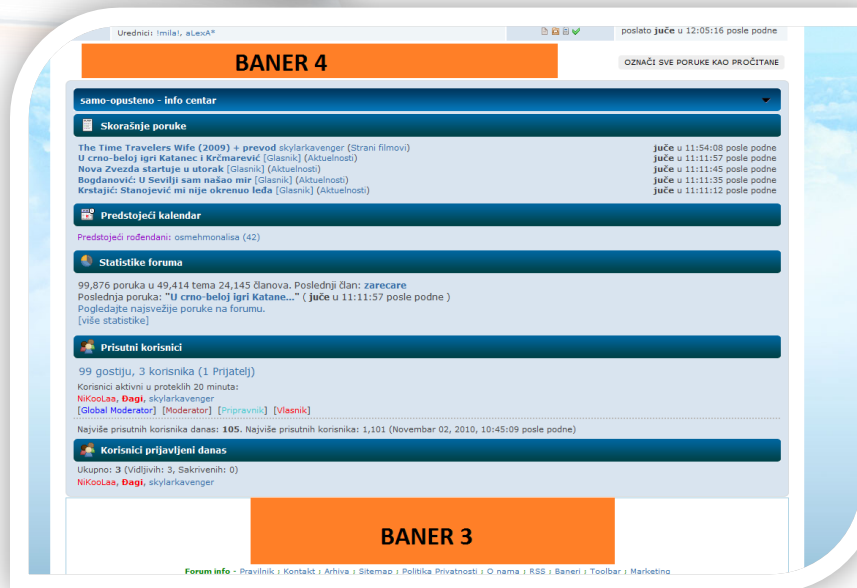 Urednici: !mila!, aLexA*
poslato juče u 12:05:16 posle podne
BANER 4
OZNAČI SVE PORUKE KAO PROČITANE
samo-opusteno - info centar
Skorašnje poruke
The Time Travelers Wife (2009) + prevod skylarkavenger (Strani filmovi) juče u 11:54:08 posle podne
U crno-beloj igri Katanec i Krčmarević [Glasnik] (Aktuelnosti) juče u 11:11:57 posle podne
Nova Zvezda startuje u utorak [Glasnik] (Aktuelnosti) juče u 11:11:45 posle podne
Bogdanović: U Sevilji sam našao mir [Glasnik] (Aktuelnosti) juče u 11:11:35 posle podne
Krstajić: Stanojević mi nije okrenuo leđa [Glasnik] (Aktuelnosti) juče u 11:11:12 posle podne
Predstojeći kalendar
Predstojeći rođendani: osmehmonalisa (42)
Statistike foruma
99,876 poruka u 49,414 tema 24,145 članova. Poslednji član: zarecare
Poslednja poruka: "U crno-beloj igri Katane..." ( juče u 11:11:57 posle podne )
Pogledajte najsvežije poruke na forumu.
[više statistike]
Prisutni korisnici
99 gostiju, 3 korisnika (1 Prijatelj)
Korisnici aktivni u proteklih 20 minuta:
NiKooLaa, Đagi, skylarkavenger
[Global Moderator] [Moderator] [Pripravnik] [Vlasnik]
Najviše prisutnih korisnika danas: 105. Najviše prisutnih korisnika: 1,101 (Novembar 02, 2010, 10:45:09 posle podne)
Korisnici prijavljeni danas
Ukupno: 3 (Vidljivih: 3, Sakrivenih: 0)
NiKooLaa, Đagi, skylarkavenger
BANER 3
Forum info - Pravilnik : Kontakt : Arhiva : Sitemap : Politika Privatnosti : O nama : RSS : Baneri : Toolbar : Marketing